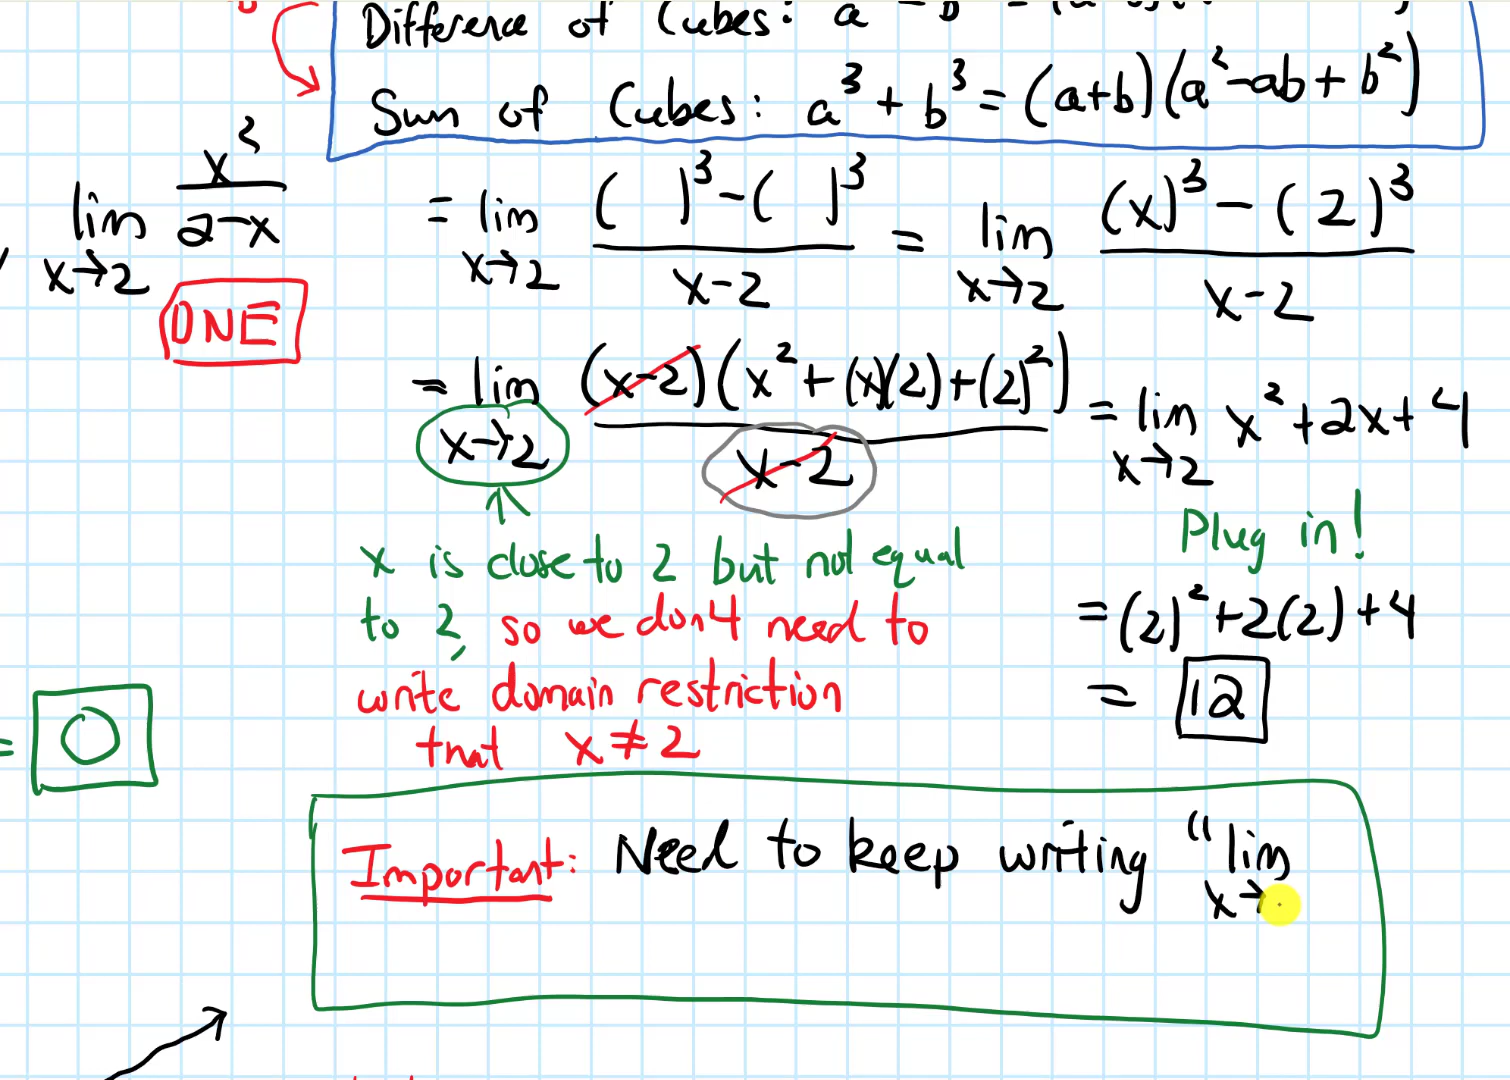 Difference of Cubes: a
Sum of Cubes: a³ + b³ = (a+b)(a²-ab+b²)
lim x→2 x²/(2-x)
DNE
= lim x→2 (( )³-( )³)/(x-2) = lim x→2 ((x)³-(2)³)/(x-2)
= lim x→2 ((x-2)(x²+(x)(2)+(2)²))/(x-2) = lim x→2 x²+2x+4
Plug in!
x is close to 2 but not equal
to 2, so we don't need to
write domain restriction
that x≠2
=(2)²+2(2)+4
= 12
= 0
Important: Need to keep writing "lim x→